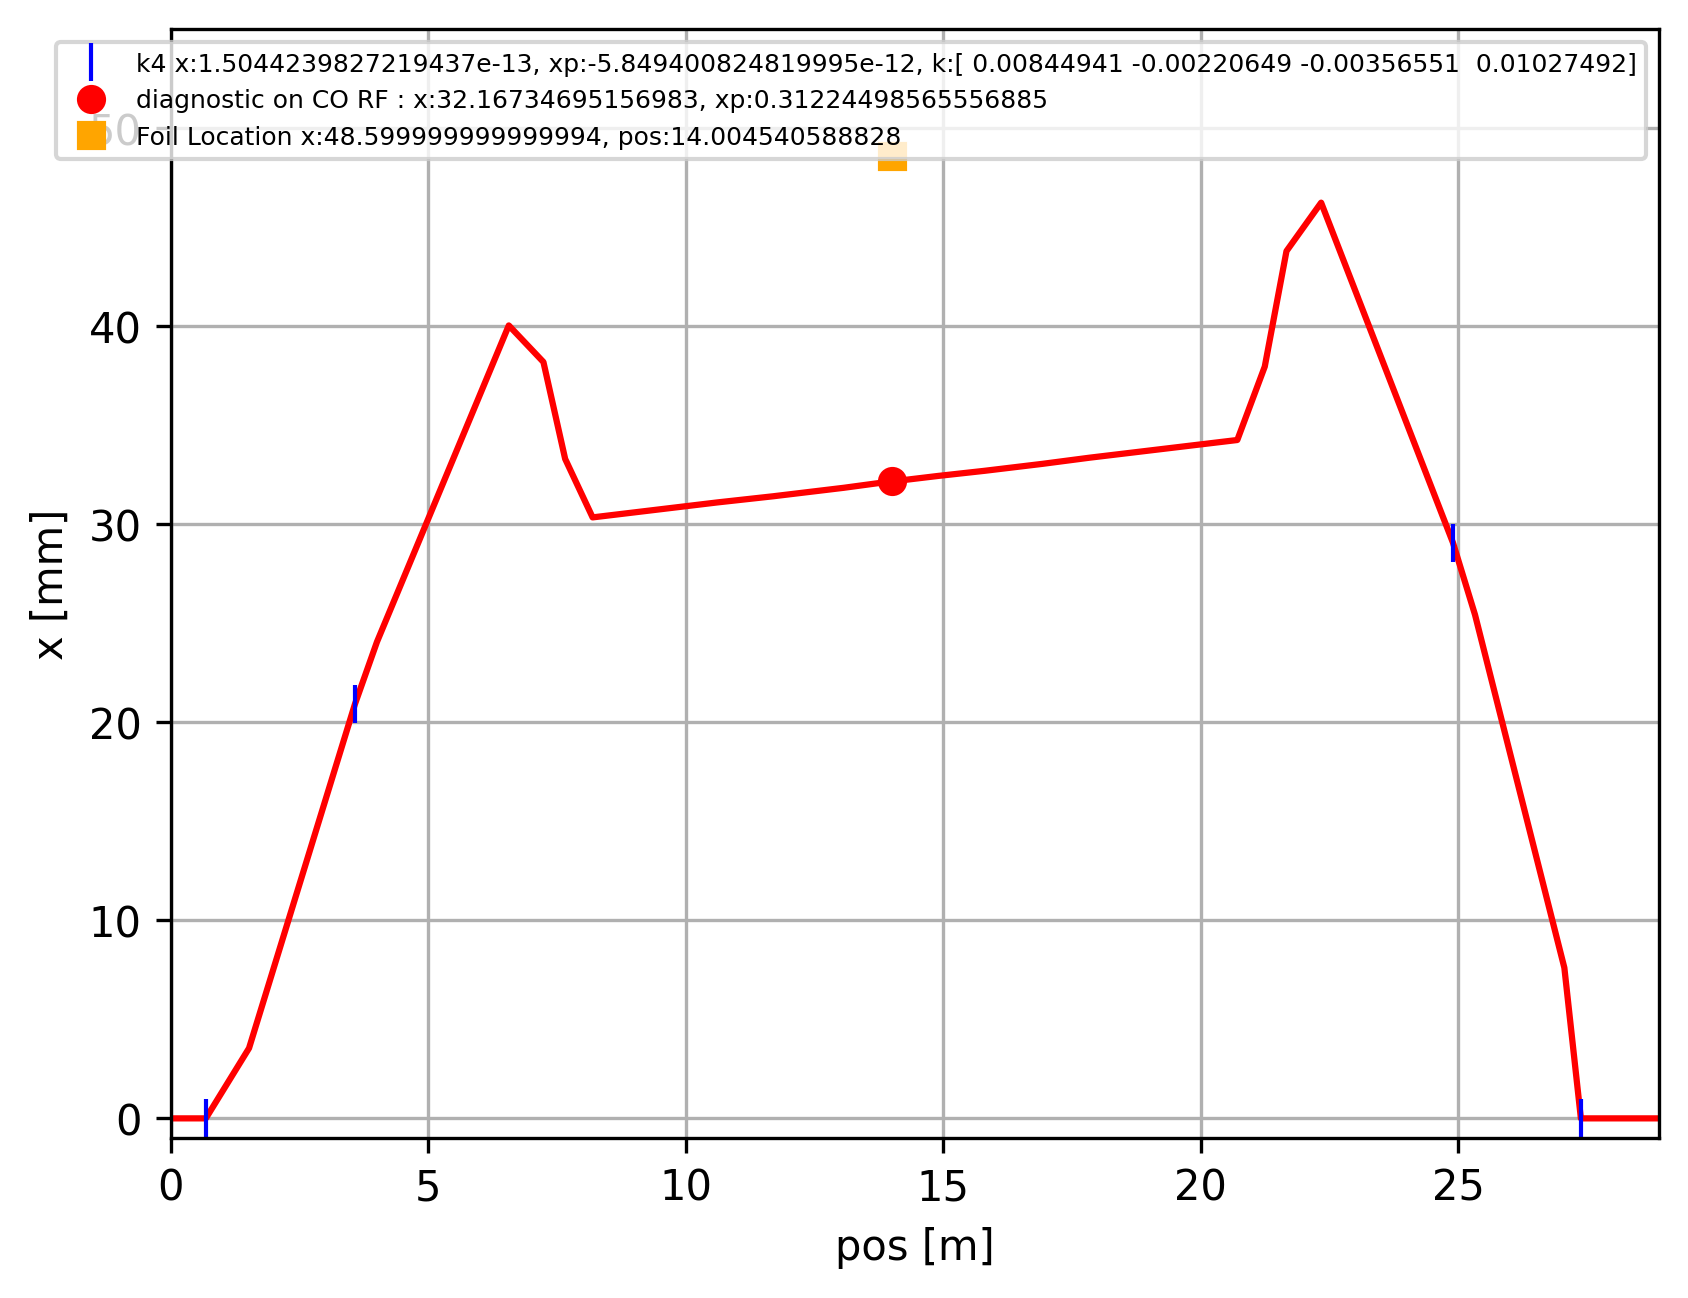 k4 x:1.5044239827219437e-13, xp:-5.849400824819995e-12, k:[ 0.00844941 -0.00220649 -0.00356551  0.01027492]
diagnostic on CO RF : x:32.16734695156983, xp:0.31224498565556885
Foil Location x:48.599999999999994, pos:14.004540588828
50
40
30
20
10
0
x [mm]
0 5 10 15 20 25
pos [m]